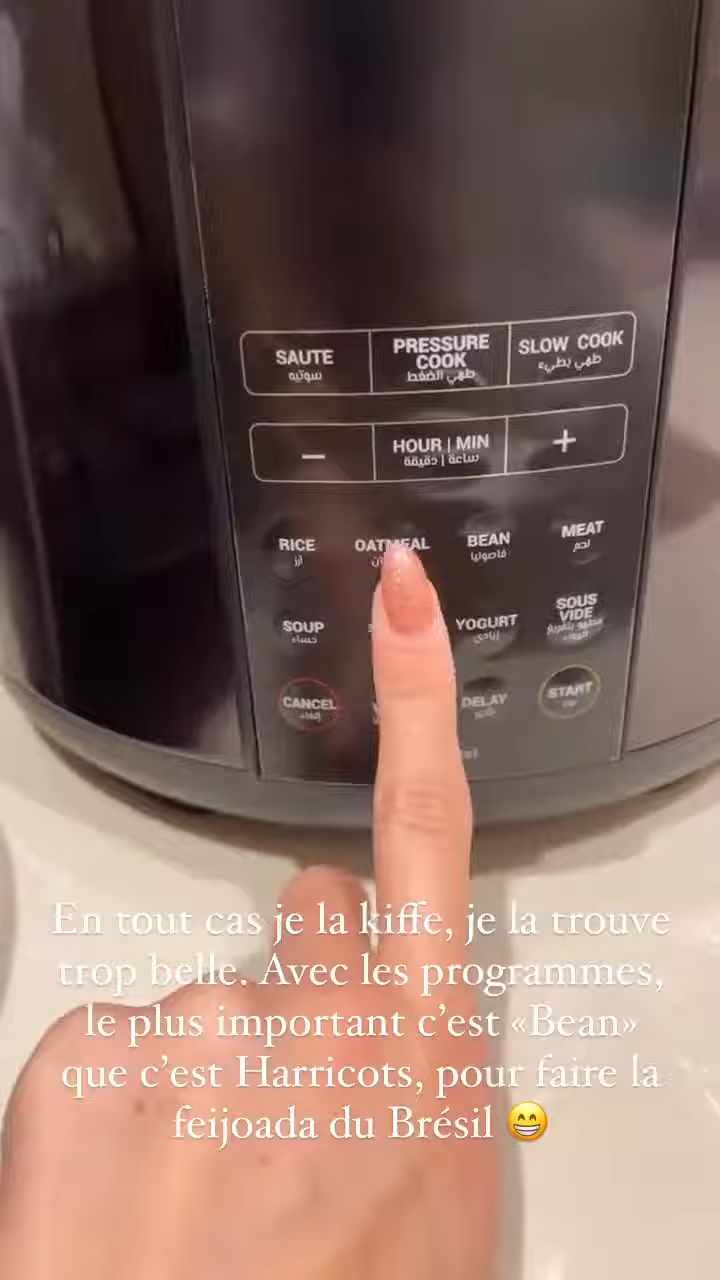 SAUTE
سوتيه
PRESSURE
COOK
طهي الضغط
SLOW COOK
طهي بطيء
−
HOUR | MIN
ساعة | دقيقة
+
RICE
أرز
OATMEAL
BEAN
فاصوليا
MEAT
لحم
SOUP
حساء
YOGURT
زبادي
SOUS
VIDE
CANCEL
إلغاء
DELAY
START
En tout cas je la kiffe, je la trouve
trop belle. Avec les programmes,
le plus important c’est «Bean»
que c’est Harricots, pour faire la
feijoada du Brésil 😁